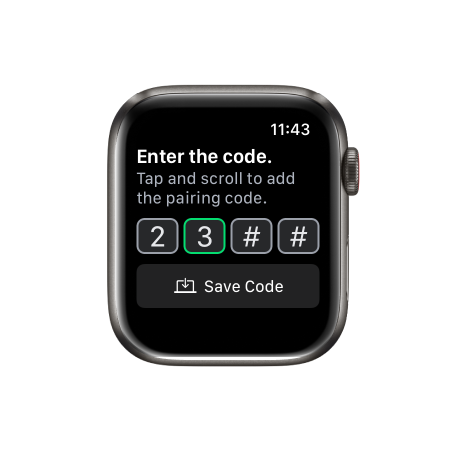 11:43
Enter the code.
Tap and scroll to add
the pairing code.
2 3 # #
Save Code